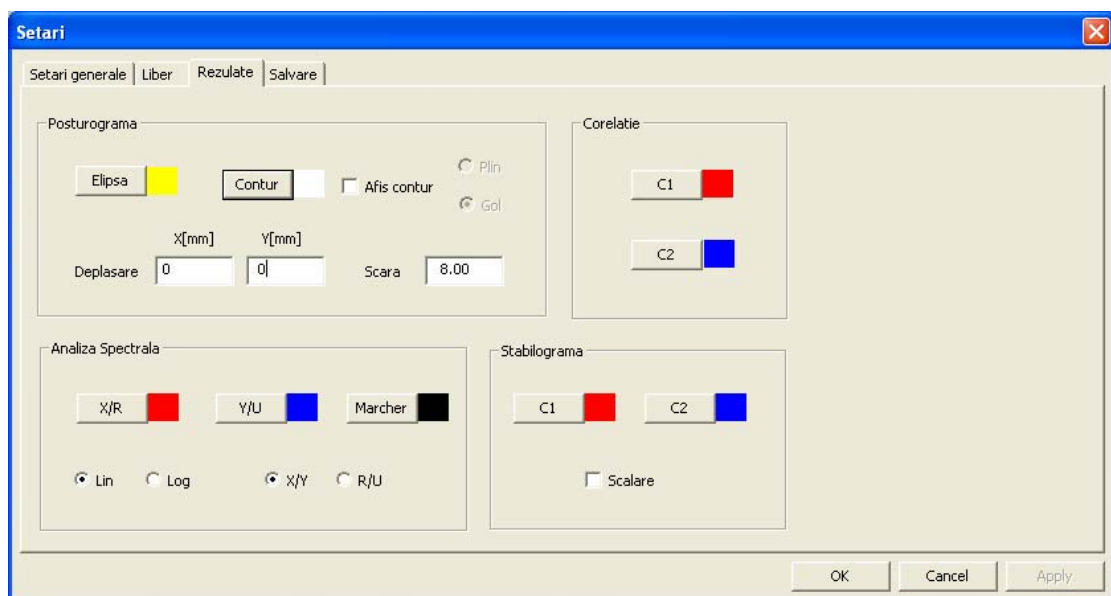 Setari
Setari generale Liber Rezulate Salvare
Posturograma
Elipsa Contur Afis contur Plin
Gol
X[mm] Y[mm]
Deplasare 0 0 Scara 8.00
Corelatie
C1
C2
Analiza Spectrala
X/R Y/U Marcher
Lin Log X/Y R/U
Stabilograma
C1 C2
Scalare
OK Cancel Apply